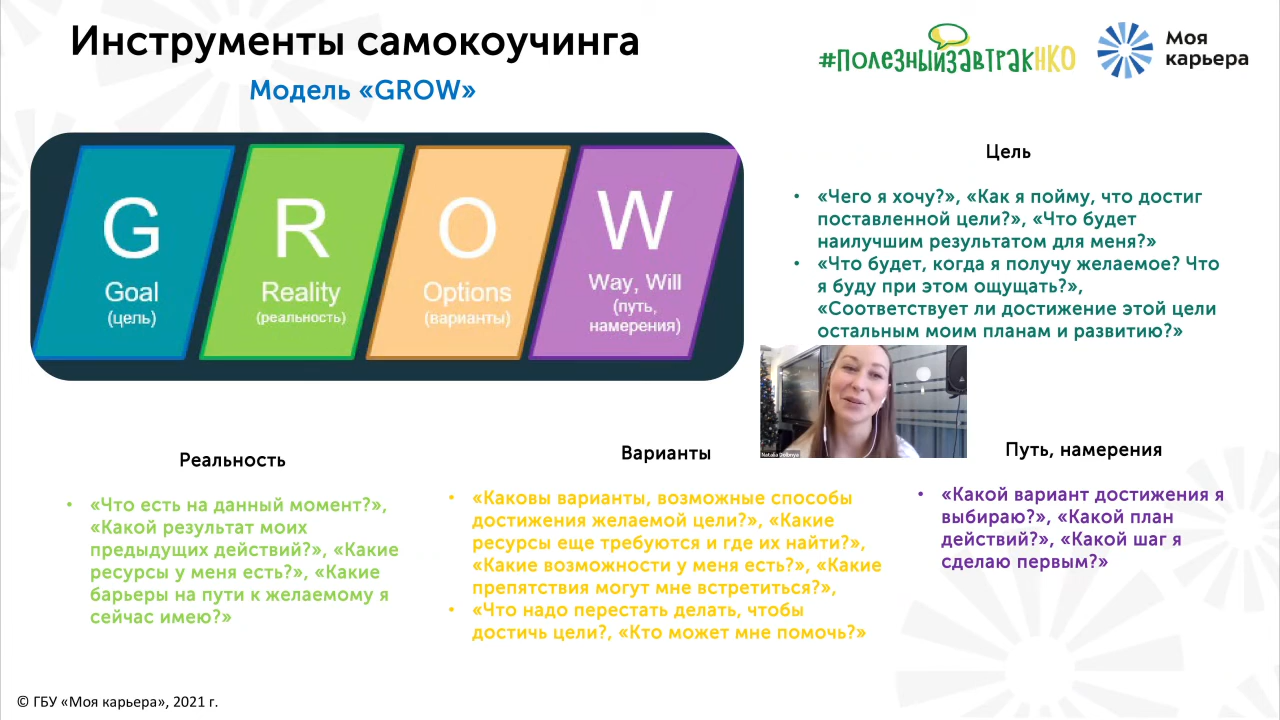 Инструменты самокоучинга
Модель «GROW»
#ПОЛЕЗНЫЙЗАВТРАКНКО
Моя
карьера
G
Goal
(цель)
R
Reality
(реальность)
O
Options
(варианты)
W
Way, Will
(путь,
намерения)
Цель
• «Чего я хочу?», «Как я пойму, что достиг
поставленной цели?», «Что будет
наилучшим результатом для меня?»
• «Что будет, когда я получу желаемое? Что
я буду при этом ощущать?»,
«Соответствует ли достижение этой цели
остальным моим планам и развитию?»
Natalia Dolbnya
Реальность
• «Что есть на данный момент?»,
«Какой результат моих
предыдущих действий?», «Какие
ресурсы у меня есть?», «Какие
барьеры на пути к желаемому я
сейчас имею?»
Варианты
• «Каковы варианты, возможные способы
достижения желаемой цели?», «Какие
ресурсы еще требуются и где их найти?»,
«Какие возможности у меня есть?», «Какие
препятствия могут мне встретиться?»,
• «Что надо перестать делать, чтобы
достичь цели?, «Кто может мне помочь?»
Путь, намерения
• «Какой вариант достижения я
выбираю?», «Какой план
действий?», «Какой шаг я
сделаю первым?»
© ГБУ «Моя карьера», 2021 г.